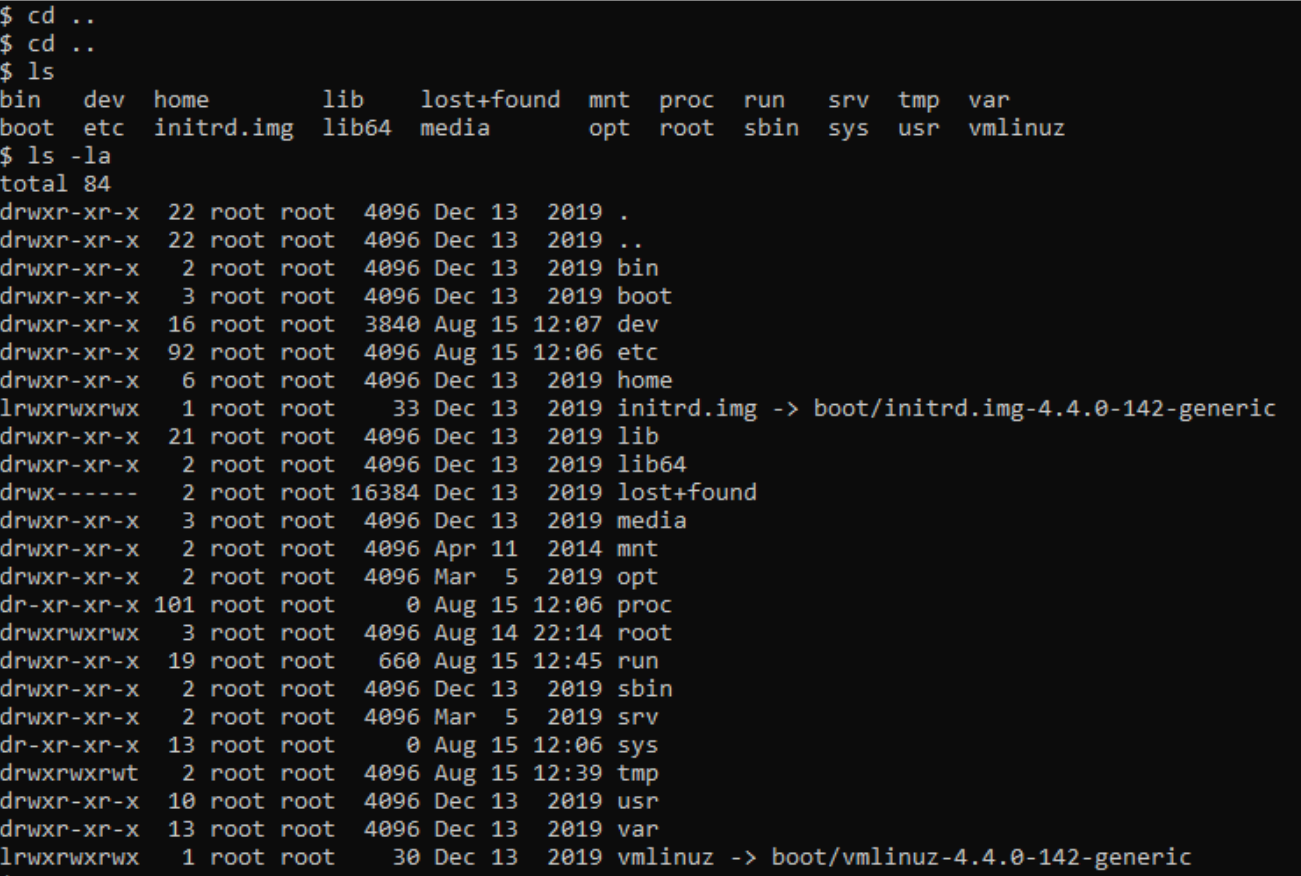 $ cd ..
$ cd ..
$ ls
bin   dev  home        lib    lost+found  mnt  proc  run   srv  tmp  var
boot  etc  initrd.img  lib64  media       opt  root  sbin  sys  usr  vmlinuz
$ ls -la
total 84
drwxr-xr-x  22 root root  4096 Dec 13  2019 .
drwxr-xr-x  22 root root  4096 Dec 13  2019 ..
drwxr-xr-x   2 root root  4096 Dec 13  2019 bin
drwxr-xr-x   3 root root  4096 Dec 13  2019 boot
drwxr-xr-x  16 root root  3840 Aug 15 12:07 dev
drwxr-xr-x  92 root root  4096 Aug 15 12:06 etc
drwxr-xr-x   6 root root  4096 Dec 13  2019 home
lrwxrwxrwx   1 root root    33 Dec 13  2019 initrd.img -> boot/initrd.img-4.4.0-142-generic
drwxr-xr-x  21 root root  4096 Dec 13  2019 lib
drwxr-xr-x   2 root root  4096 Dec 13  2019 lib64
drwx------   2 root root 16384 Dec 13  2019 lost+found
drwxr-xr-x   3 root root  4096 Dec 13  2019 media
drwxr-xr-x   2 root root  4096 Apr 11  2014 mnt
drwxr-xr-x   2 root root  4096 Mar  5  2019 opt
dr-xr-xr-x 101 root root     0 Aug 15 12:06 proc
drwxrwxrwx   3 root root  4096 Aug 14 22:14 root
drwxr-xr-x  19 root root   660 Aug 15 12:45 run
drwxr-xr-x   2 root root  4096 Dec 13  2019 sbin
drwxr-xr-x   2 root root  4096 Mar  5  2019 srv
dr-xr-xr-x  13 root root     0 Aug 15 12:06 sys
drwxrwxrwt   2 root root  4096 Aug 15 12:39 tmp
drwxr-xr-x  10 root root  4096 Dec 13  2019 usr
drwxr-xr-x  13 root root  4096 Dec 13  2019 var
lrwxrwxrwx   1 root root    30 Dec 13  2019 vmlinuz -> boot/vmlinuz-4.4.0-142-generic